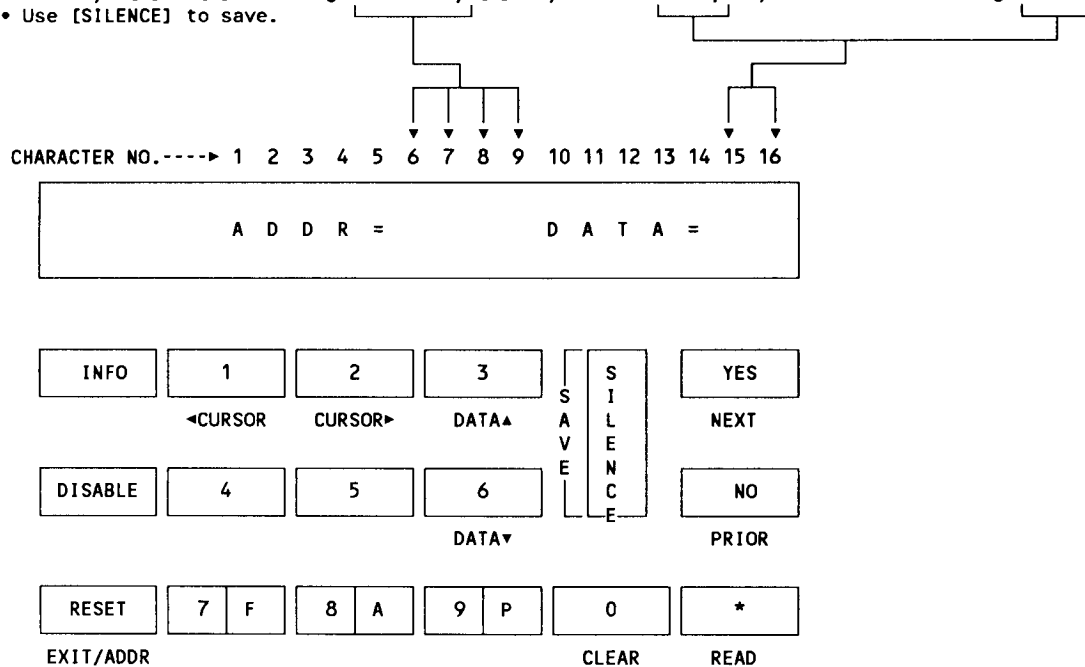 • Use [SILENCE] to save.
CHARACTER NO.----► 1 2 3 4 5 6 7 8 9 10 11 12 13 14 15 16
A D D R = D A T A =
INFO 1 2 3 SILENCE YES
SAVE
◄CURSOR CURSOR► DATA▲ NEXT
DISABLE 4 5 6 NO
DATA▼ PRIOR
RESET 7 F 8 A 9 P 0 *
EXIT/ADDR CLEAR READ